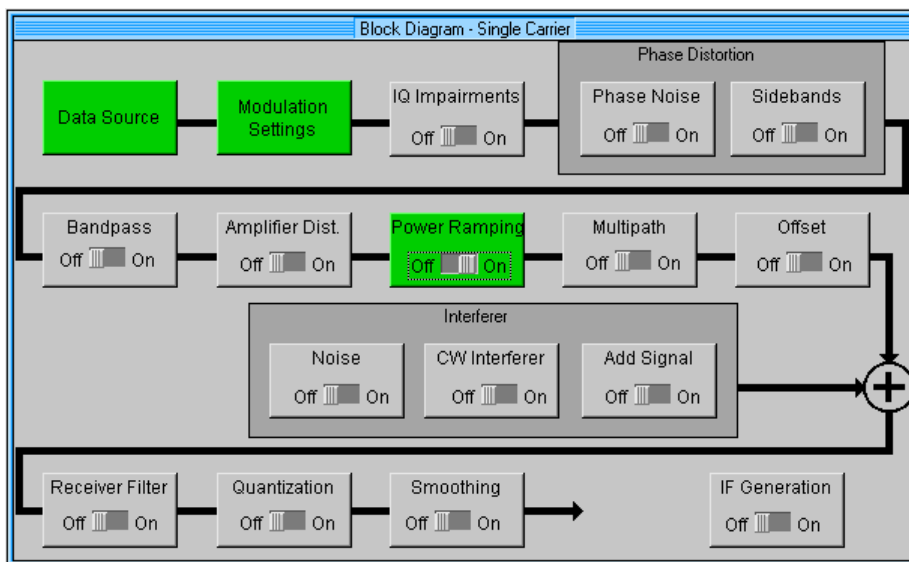 Block Diagram - Single Carrier
Phase Distortion
Data Source
Modulation
Settings
IQ Impairments
Off On
Phase Noise
Off On
Sidebands
Off On
Bandpass
Off On
Amplifier Dist.
Off On
Power Ramping
Off On
Multipath
Off On
Offset
Off On
Interferer
Noise
Off On
CW Interferer
Off On
Add Signal
Off On
Receiver Filter
Off On
Quantization
Off On
Smoothing
Off On
IF Generation
Off On